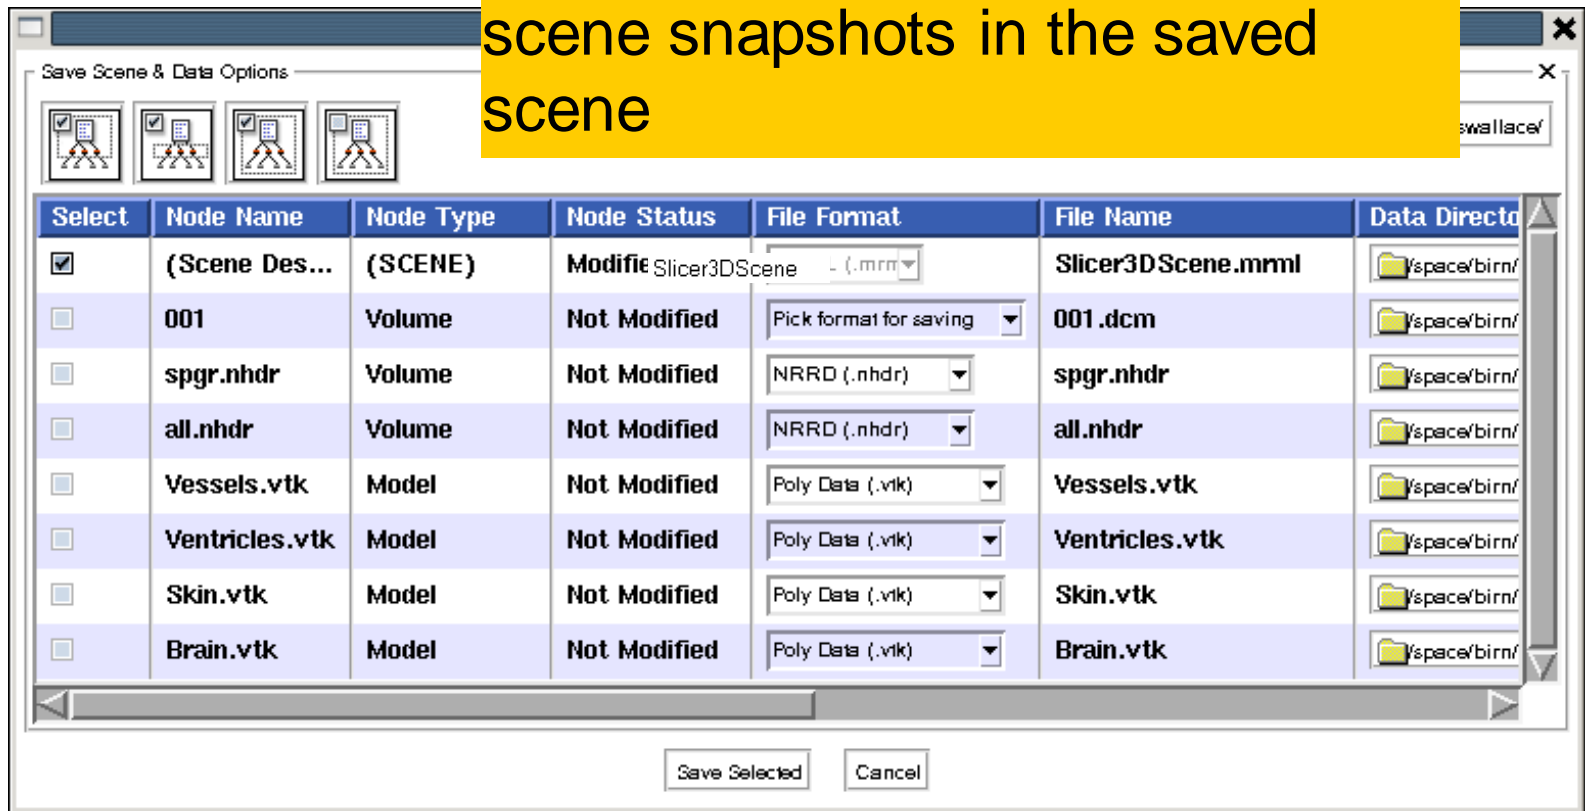 scene snapshots in the saved
scene
Save Scene & Data Options
swallace/
Select Node Name Node Type Node Status File Format File Name Data Directo
(Scene Des... (SCENE) Modifie Slicer3DScene (.mrm Slicer3DScene.mrml /space/birn/
001 Volume Not Modified Pick format for saving 001.dcm /space/birn/
spgr.nhdr Volume Not Modified NRRD (.nhdr) spgr.nhdr /space/birn/
all.nhdr Volume Not Modified NRRD (.nhdr) all.nhdr /space/birn/
Vessels.vtk Model Not Modified Poly Data (.vtk) Vessels.vtk /space/birn/
Ventricles.vtk Model Not Modified Poly Data (.vtk) Ventricles.vtk /space/birn/
Skin.vtk Model Not Modified Poly Data (.vtk) Skin.vtk /space/birn/
Brain.vtk Model Not Modified Poly Data (.vtk) Brain.vtk /space/birn/
Save Selected Cancel